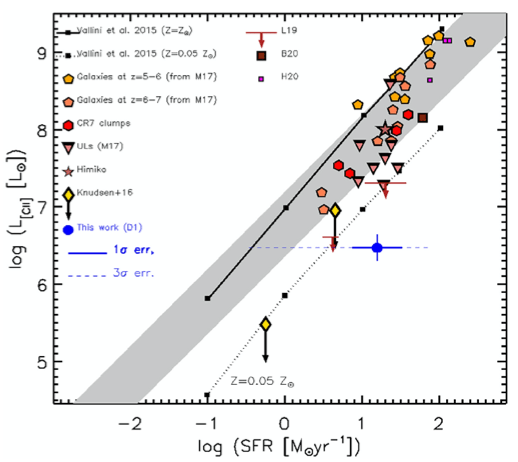 Vallini et al. 2015 (Z=Z⊙)
Vallini et al. 2015 (Z=0.05 Z⊙)
Galaxies at z=5-6 (from M17)
Galaxies at z=6-7 (from M17)
CR7 clumps
ULs (M17)
Himiko
Knudsen+16
This work (D1)
1σ err.
3σ err.
L19
B20
H20
Z=0.05 Z⊙
9
8
7
6
5
log (L[CII] [L⊙])
-2
-1
0
1
2
log (SFR [M⊙yr⁻¹])